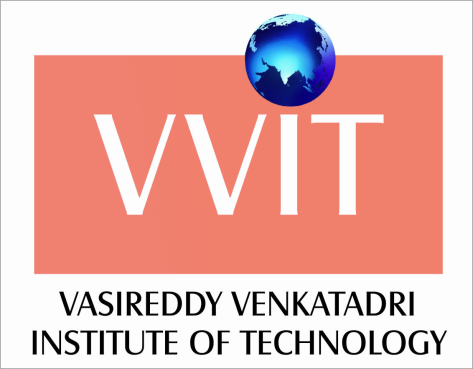 VVIT
VASIREDDY VENKATADRI
INSTITUTE OF TECHNOLOGY